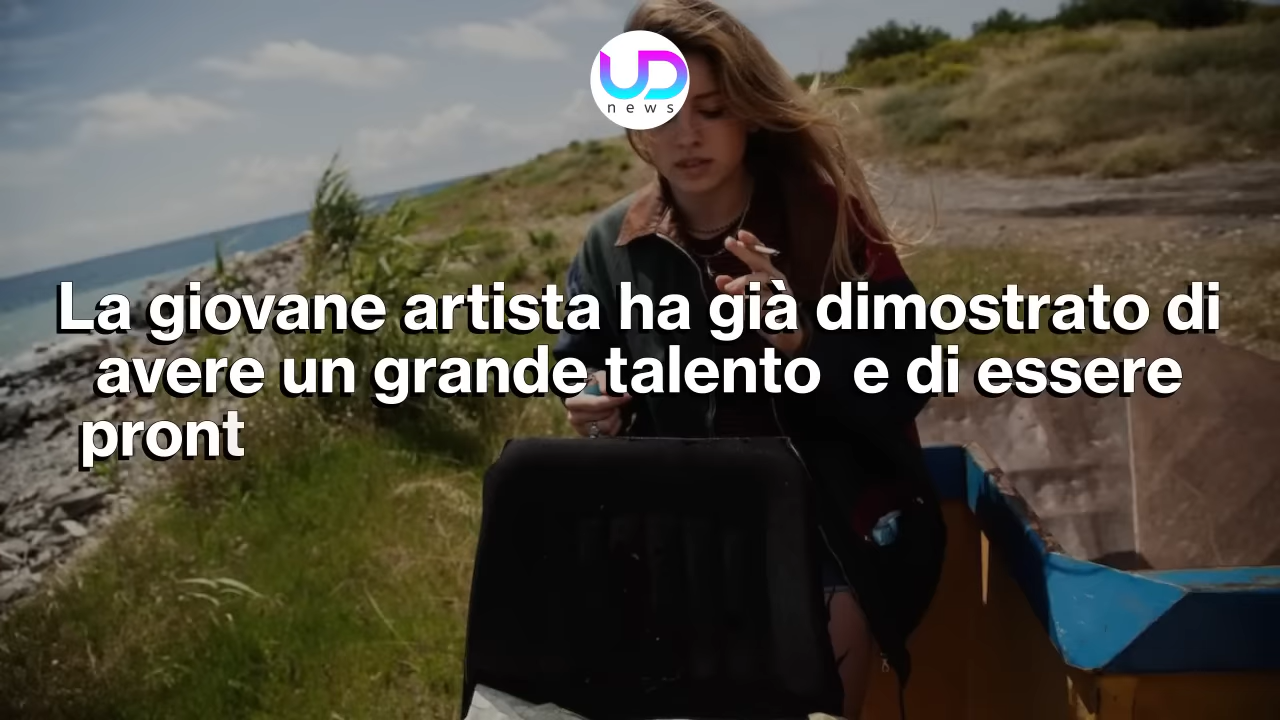 UD
news
La giovane artista ha già dimostrato di
avere un grande talento  e di essere
pront